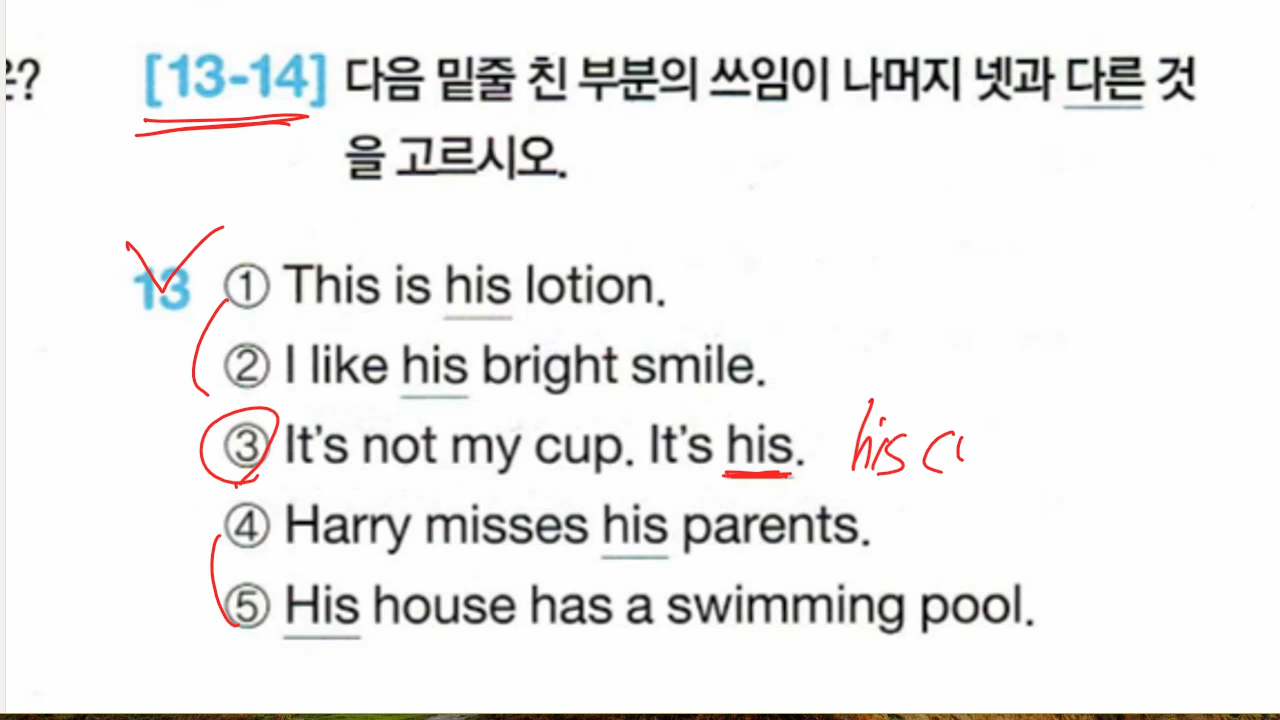 ?
[13-14] 다음 밑줄 친 부분의 쓰임이 나머지 넷과 다른 것
을 고르시오.
13 ① This is his lotion.
② I like his bright smile.
③ It's not my cup. It's his. his c
④ Harry misses his parents.
⑤ His house has a swimming pool.